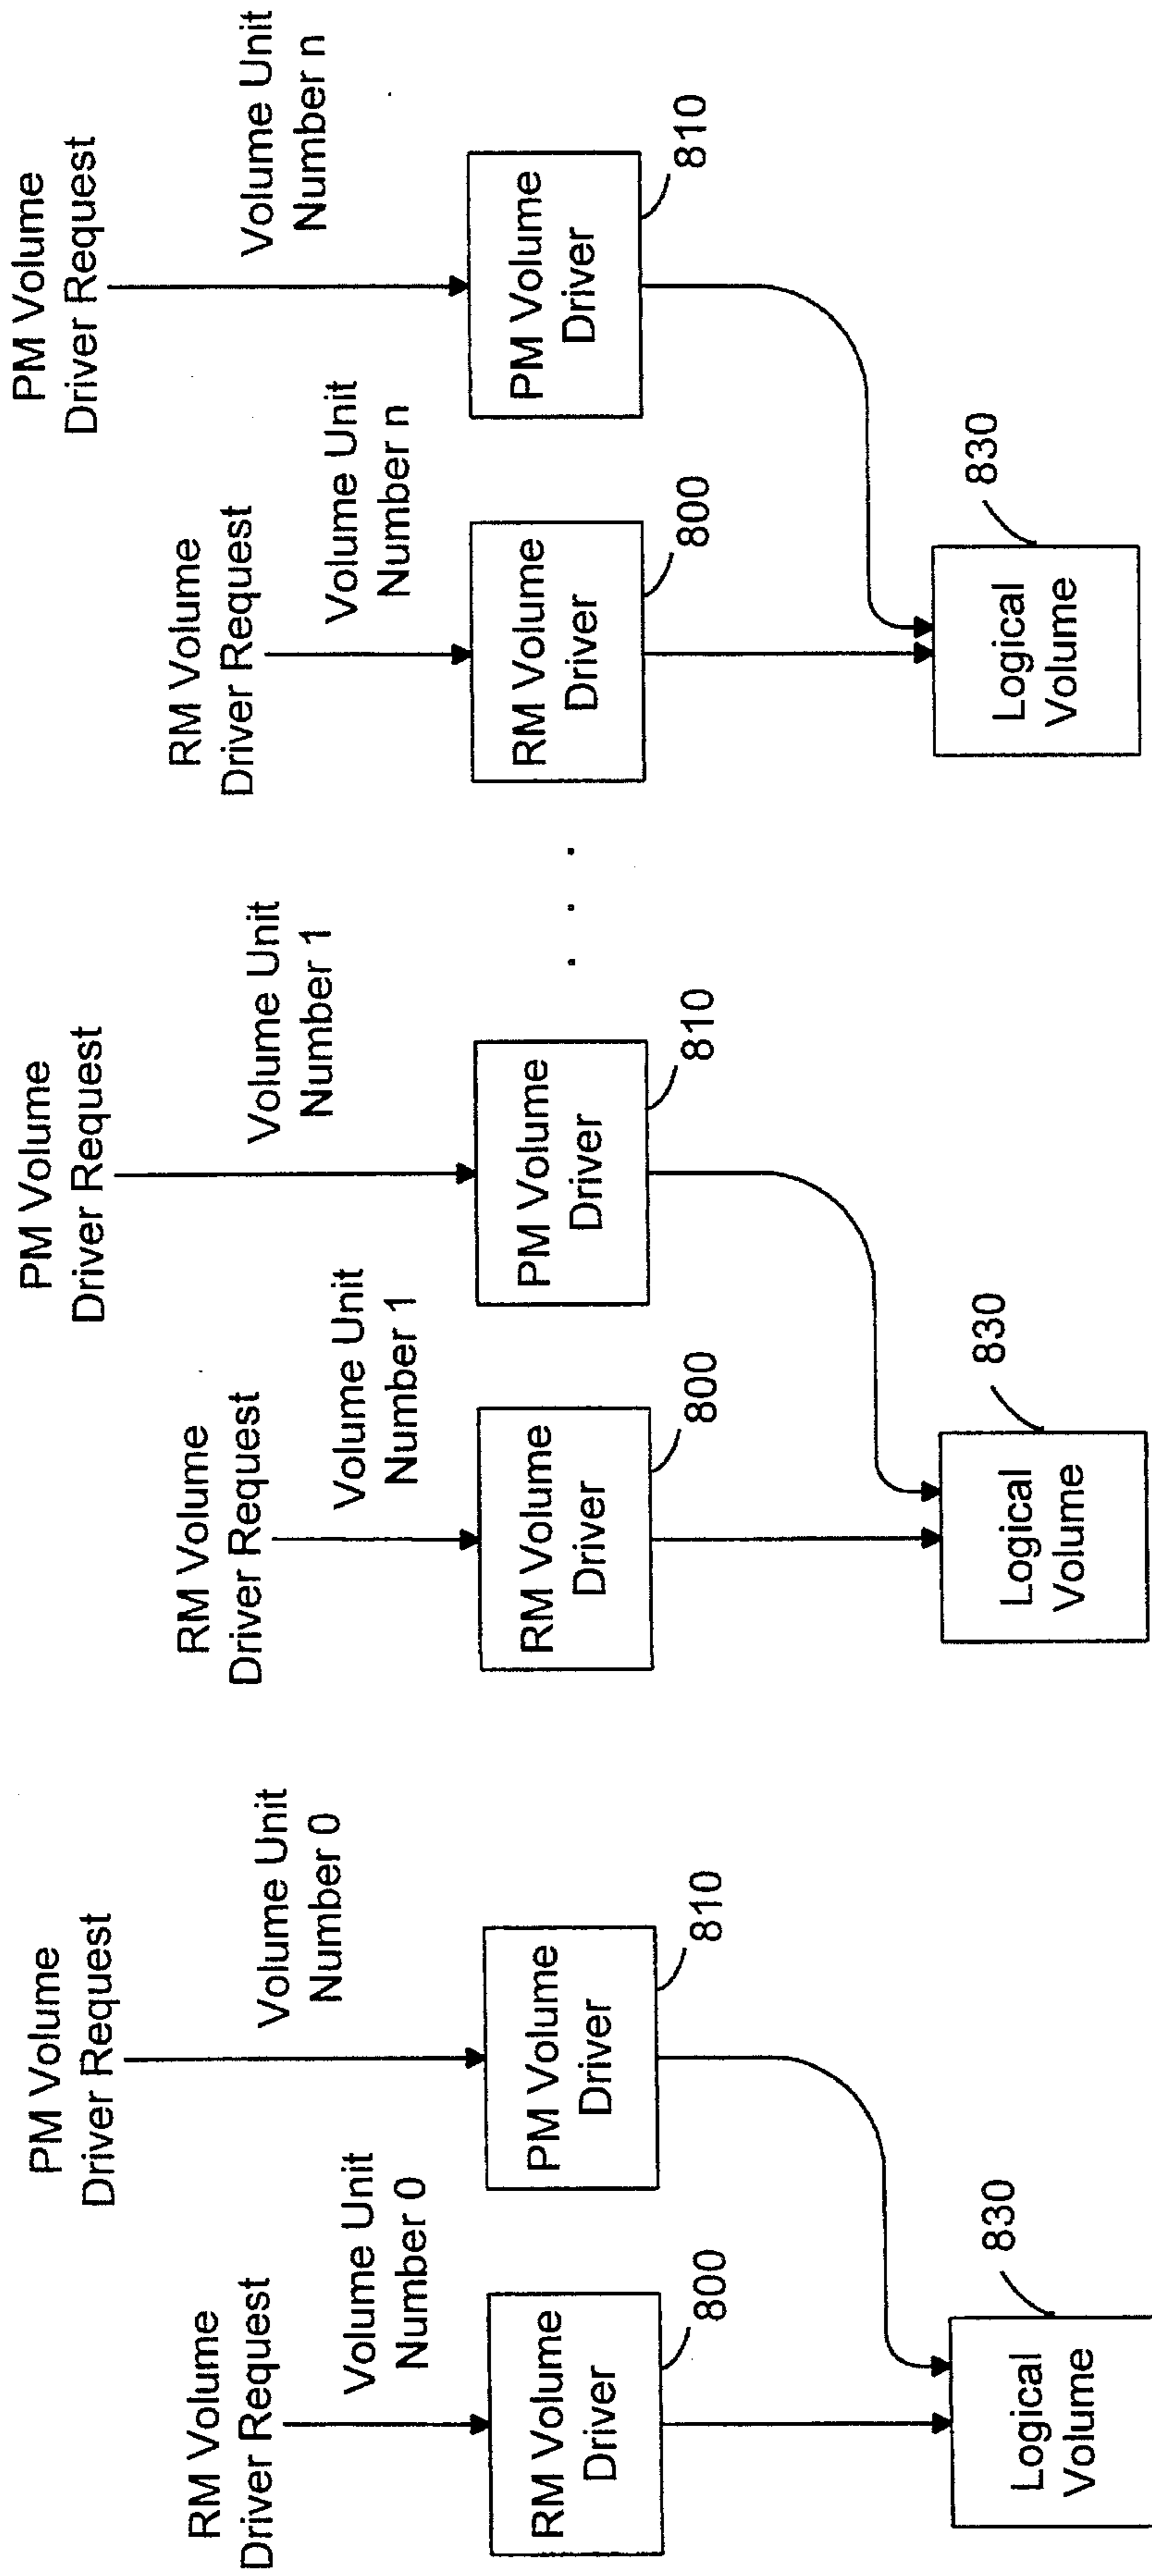 RM Volume
Driver Request
Volume Unit
Number 0
RM Volume
Driver
800
PM Volume
Driver Request
Volume Unit
Number 0
PM Volume
Driver
810
Logical
Volume
830
RM Volume
Driver Request
Volume Unit
Number 1
RM Volume
Driver
800
PM Volume
Driver Request
Volume Unit
Number 1
PM Volume
Driver
810
Logical
Volume
830
. . .
RM Volume
Driver Request
Volume Unit
Number n
RM Volume
Driver
800
PM Volume
Driver Request
Volume Unit
Number n
PM Volume
Driver
810
Logical
Volume
830